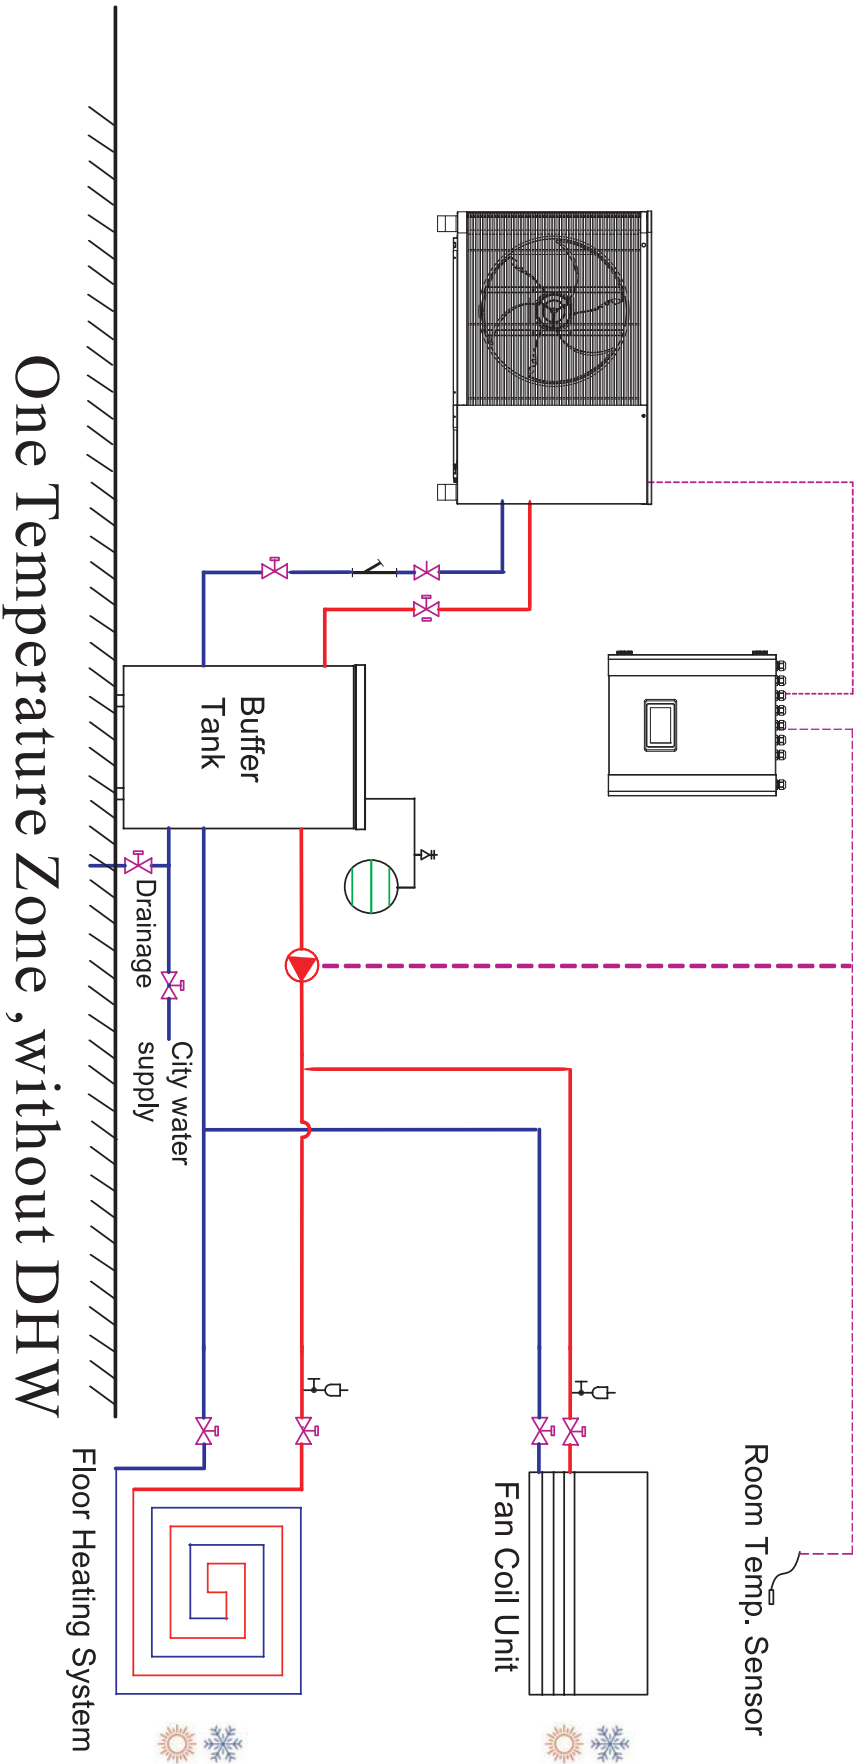 Room Temp. Sensor
Buffer
Tank
Fan Coil Unit
Drainage
City water
supply
Floor Heating System
One Temperature Zone ,without DHW